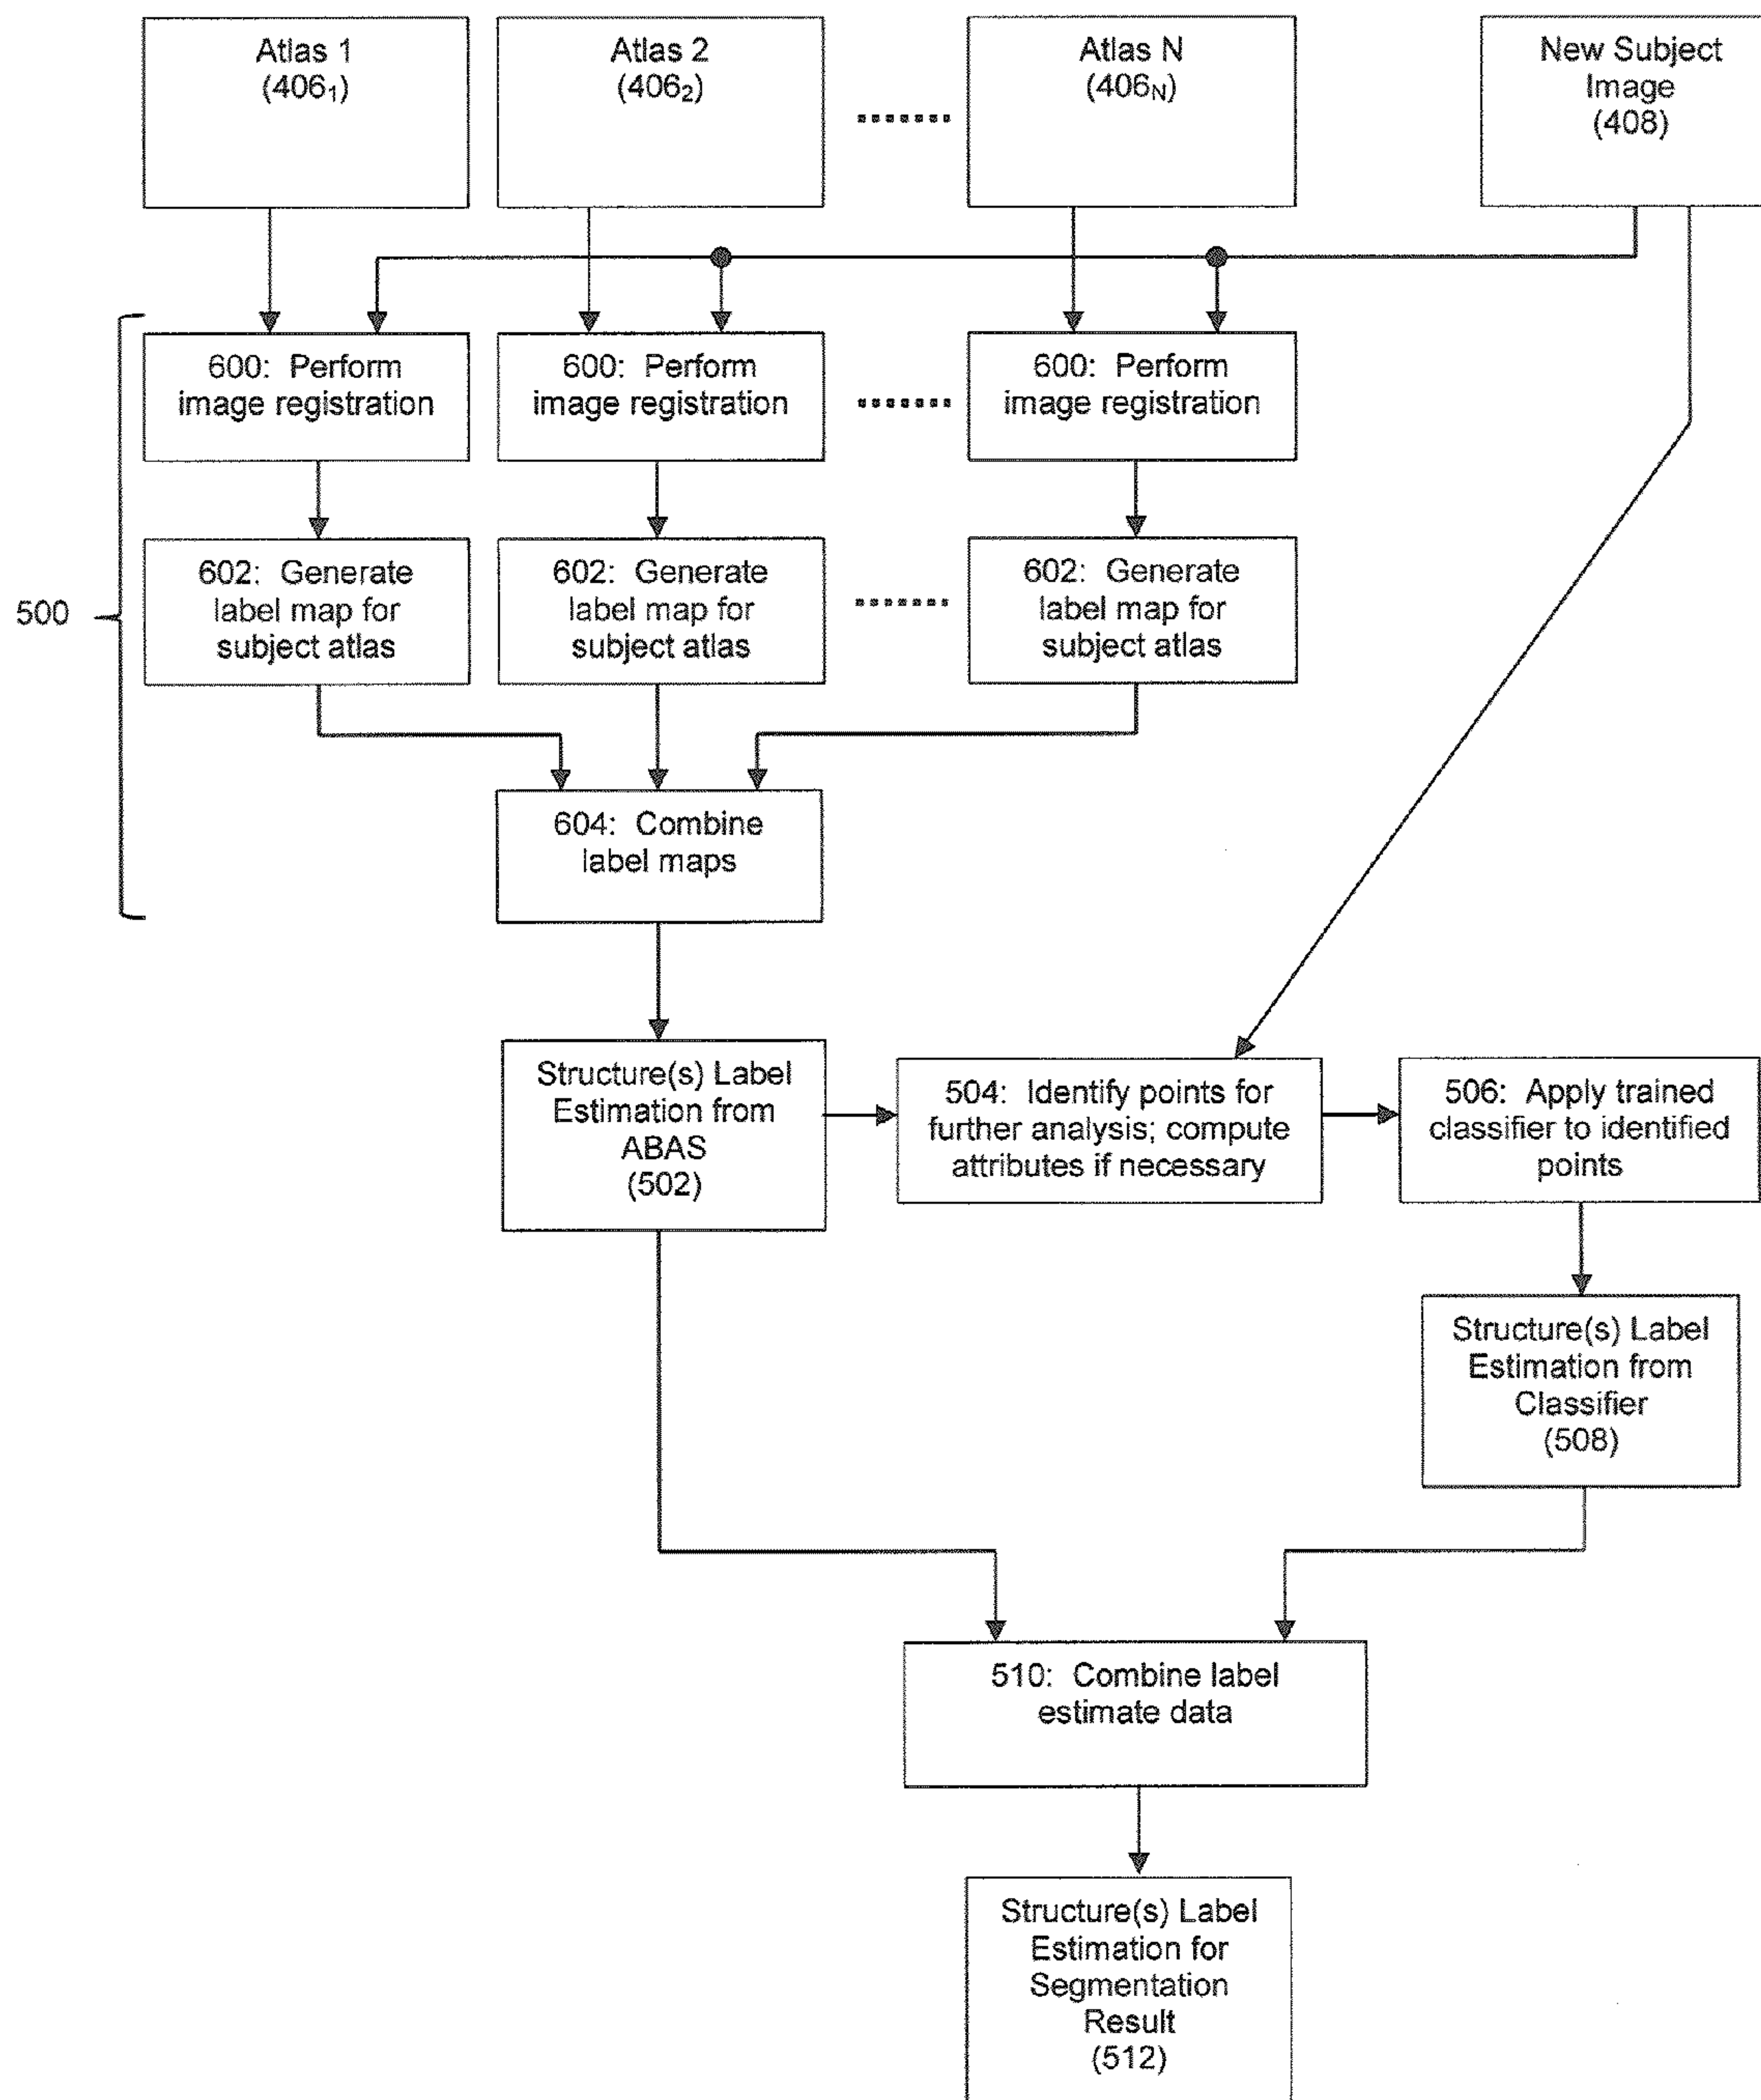 Atlas 1
(406₁)
Atlas 2
(406₂)
Atlas N
(406ₙ)
New Subject
Image
(408)
600: Perform
image registration
600: Perform
image registration
600: Perform
image registration
500
602: Generate
label map for
subject atlas
602: Generate
label map for
subject atlas
602: Generate
label map for
subject atlas
604: Combine
label maps
Structure(s) Label
Estimation from
ABAS
(502)
504: Identify points for
further analysis; compute
attributes if necessary
506: Apply trained
classifier to identified
points
Structure(s) Label
Estimation from
Classifier
(508)
510: Combine label
estimate data
Structure(s) Label
Estimation for
Segmentation
Result
(512)